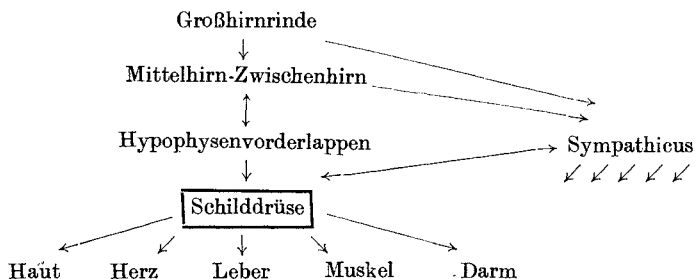 Großhirnrinde
Mittelhirn-Zwischenhirn
Hypophysenvorderlappen
Sympathicus
Schilddrüse
Haut Herz Leber Muskel Darm